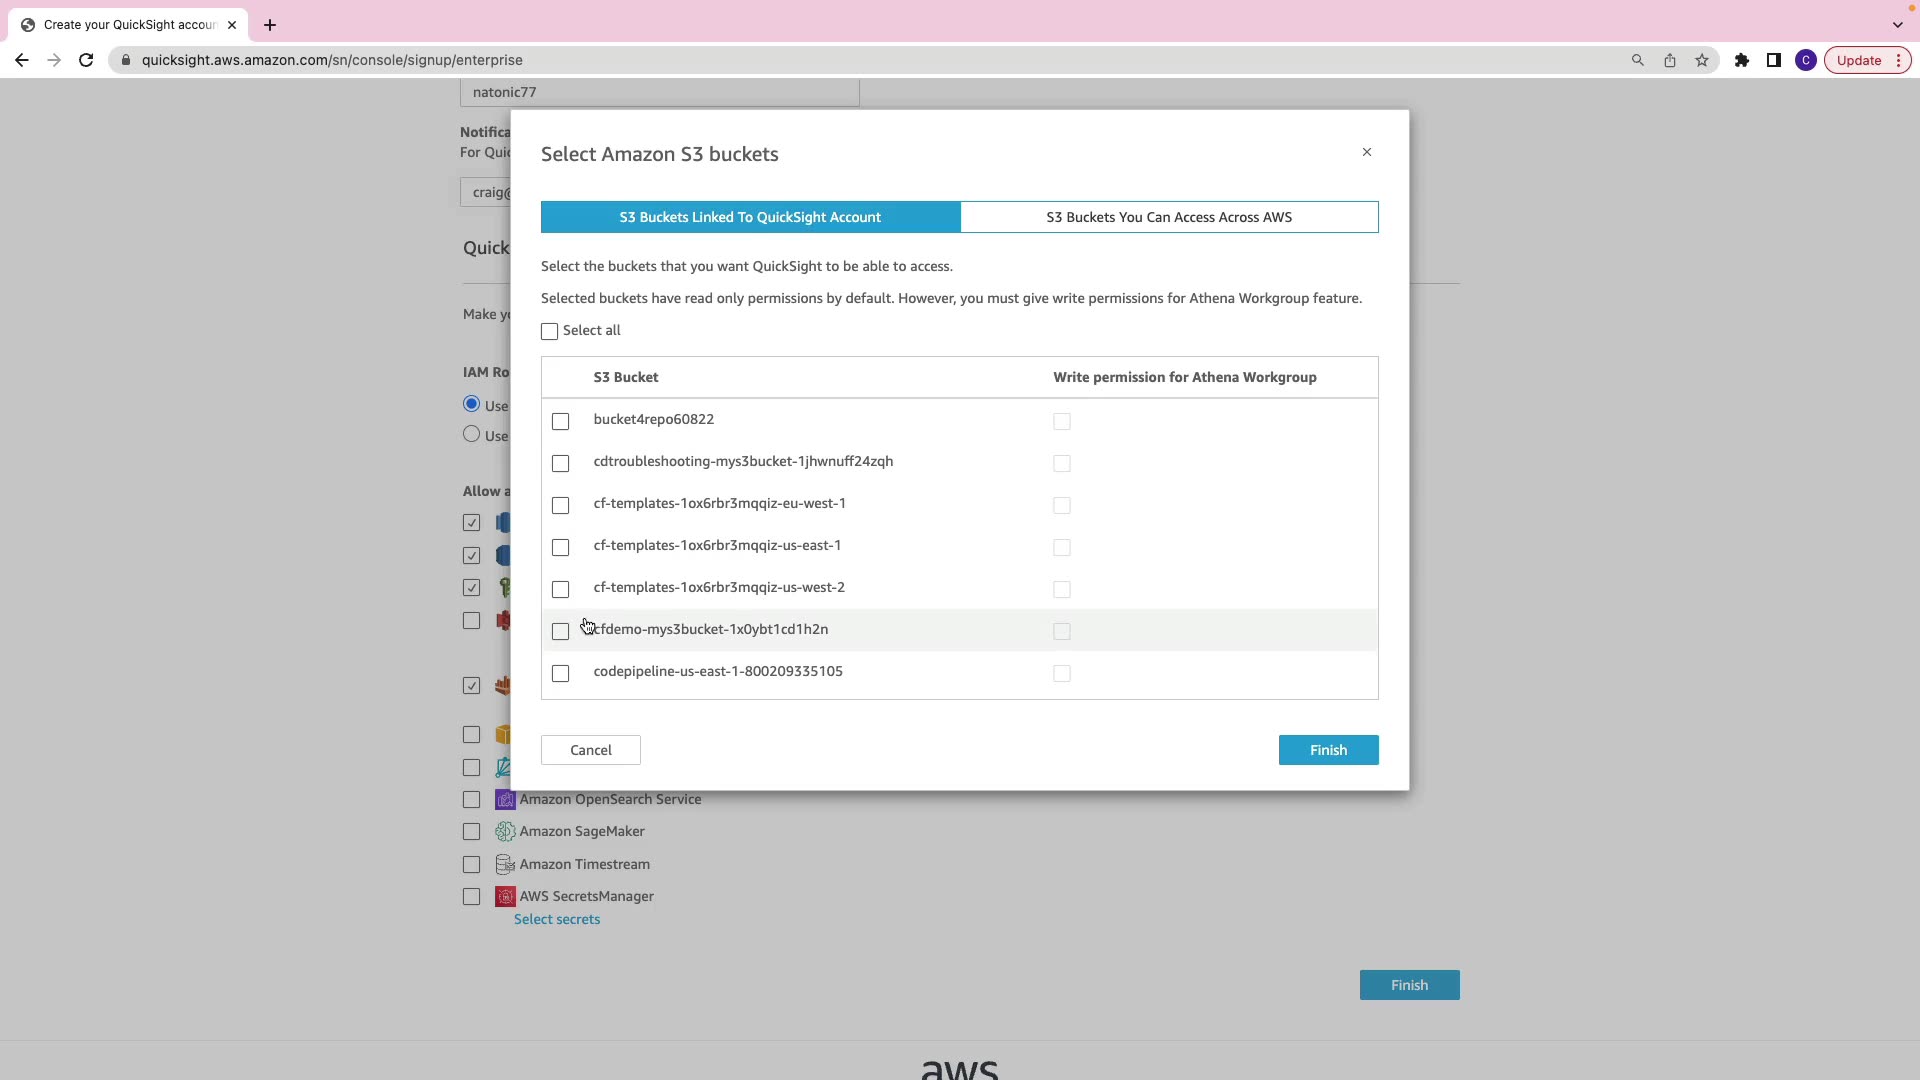 Create your QuickSight accoun
quicksight.aws.amazon.com/sn/console/signup/enterprise
C
Update
natonic77
Notifica
For Quic
craig@
Quick
Make yo
IAM Ro
Use
Use
Allow a
Select Amazon S3 buckets
S3 Buckets Linked To QuickSight Account
S3 Buckets You Can Access Across AWS
Select the buckets that you want QuickSight to be able to access.
Selected buckets have read only permissions by default. However, you must give write permissions for Athena Workgroup feature.
Select all
S3 Bucket
Write permission for Athena Workgroup
bucket4repo60822
cdtroubleshooting-mys3bucket-1jhwnuff24zqh
cf-templates-1ox6rbr3mqqiz-eu-west-1
cf-templates-1ox6rbr3mqqiz-us-east-1
cf-templates-1ox6rbr3mqqiz-us-west-2
cfdemo-mys3bucket-1x0ybt1cd1h2n
codepipeline-us-east-1-800209335105
Cancel
Finish
Amazon OpenSearch Service
Amazon SageMaker
Amazon Timestream
AWS SecretsManager
Select secrets
Finish
aws